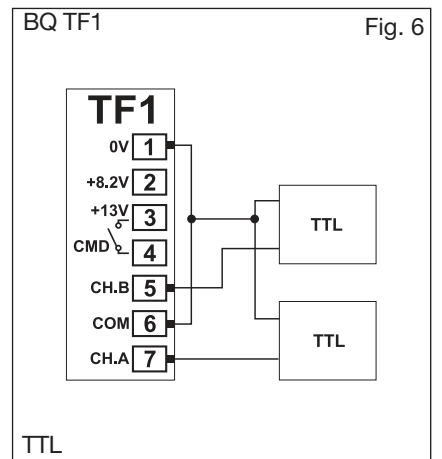 BQ TF1
Fig. 6
TF1
0V 1
+8.2V 2
+13V 3
CMD 4
CH.B 5
COM 6
CH.A 7
TTL
TTL
TTL